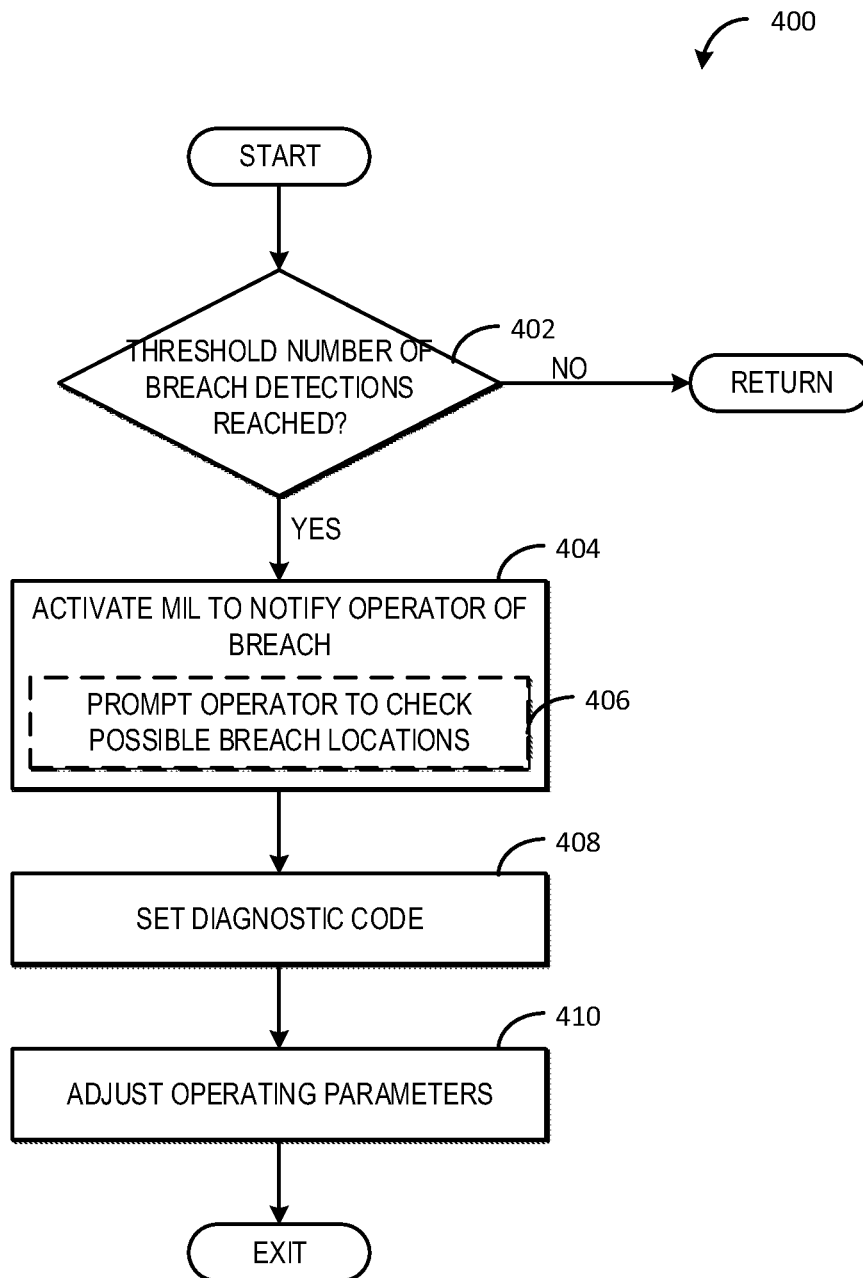 400
START
402
THRESHOLD NUMBER OF
BREACH DETECTIONS
REACHED?
NO
RETURN
YES
404
ACTIVATE MIL TO NOTIFY OPERATOR OF
BREACH
PROMPT OPERATOR TO CHECK
POSSIBLE BREACH LOCATIONS
406
408
SET DIAGNOSTIC CODE
410
ADJUST OPERATING PARAMETERS
EXIT